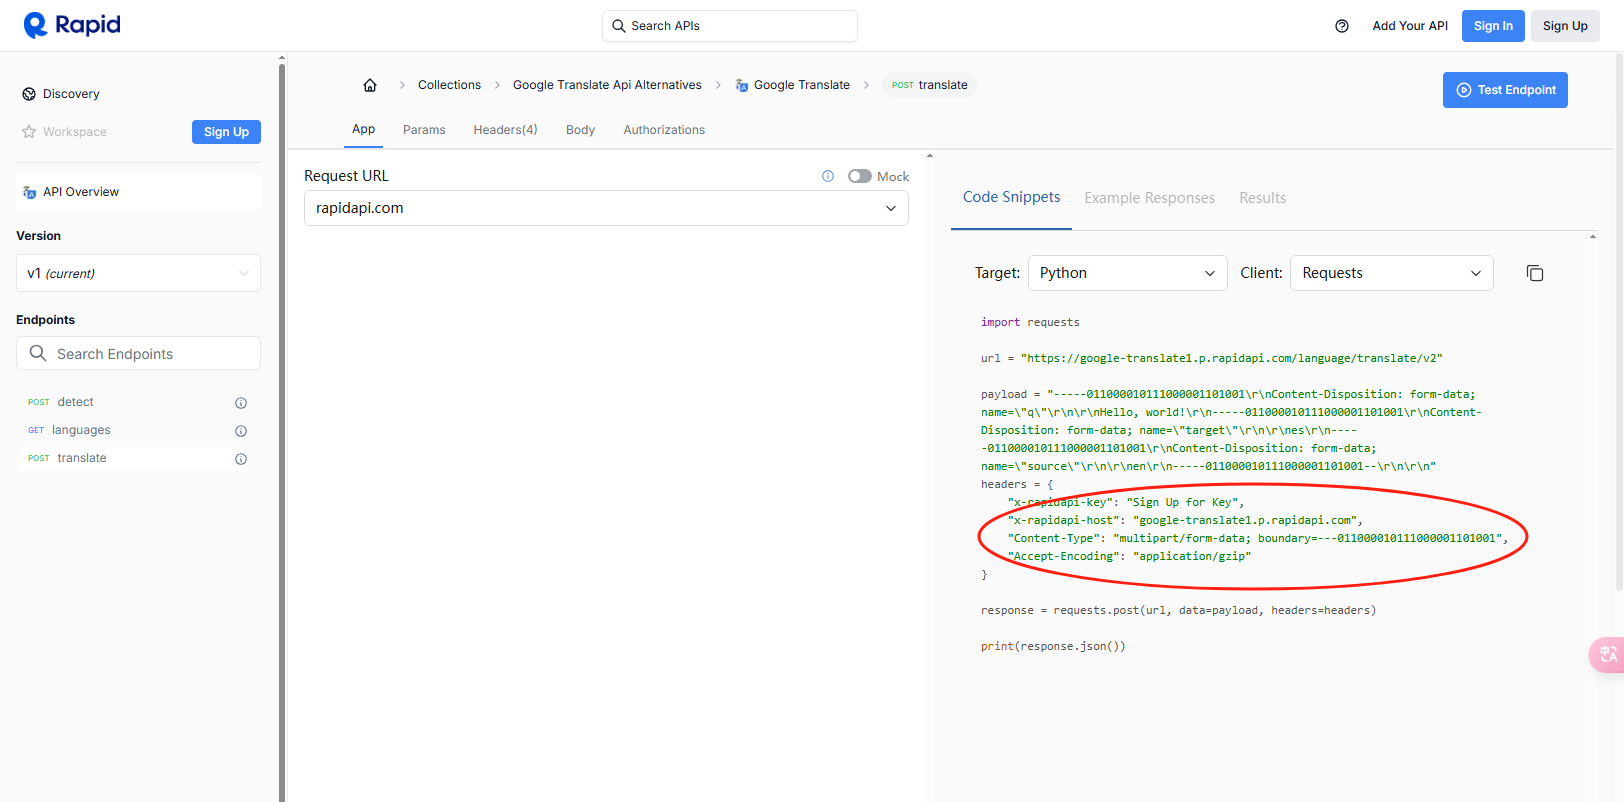 Rapid
Search APIs
Add Your API
Sign In
Sign Up
Discovery
Workspace
Sign Up
API Overview
Version
v1 (current)
Endpoints
Search Endpoints
POST detect
GET languages
POST translate
Collections
Google Translate Api Alternatives
Google Translate
POST translate
Test Endpoint
App
Params
Headers(4)
Body
Authorizations
Request URL
Mock
rapidapi.com
Code Snippets
Example Responses
Results
Target:
Python
Client:
Requests
import requests
url = "https://google-translate1.p.rapidapi.com/language/translate/v2"
payload = "-----011000010111000001101001\r\nContent-Disposition: form-data;
name=\"q\"\r\n\r\nHello, world!\r\n-----011000010111000001101001\r\nContent-
Disposition: form-data; name=\"target\"\r\n\r\nes\r\n----
-011000010111000001101001\r\nContent-Disposition: form-data;
name=\"source\"\r\n\r\nen\r\n-----011000010111000001101001--\r\n\r\n"
headers = {
"x-rapidapi-key": "Sign Up for Key",
"x-rapidapi-host": "google-translate1.p.rapidapi.com",
"Content-Type": "multipart/form-data; boundary=---011000010111000001101001",
"Accept-Encoding": "application/gzip"
}
response = requests.post(url, data=payload, headers=headers)
print(response.json())
中A